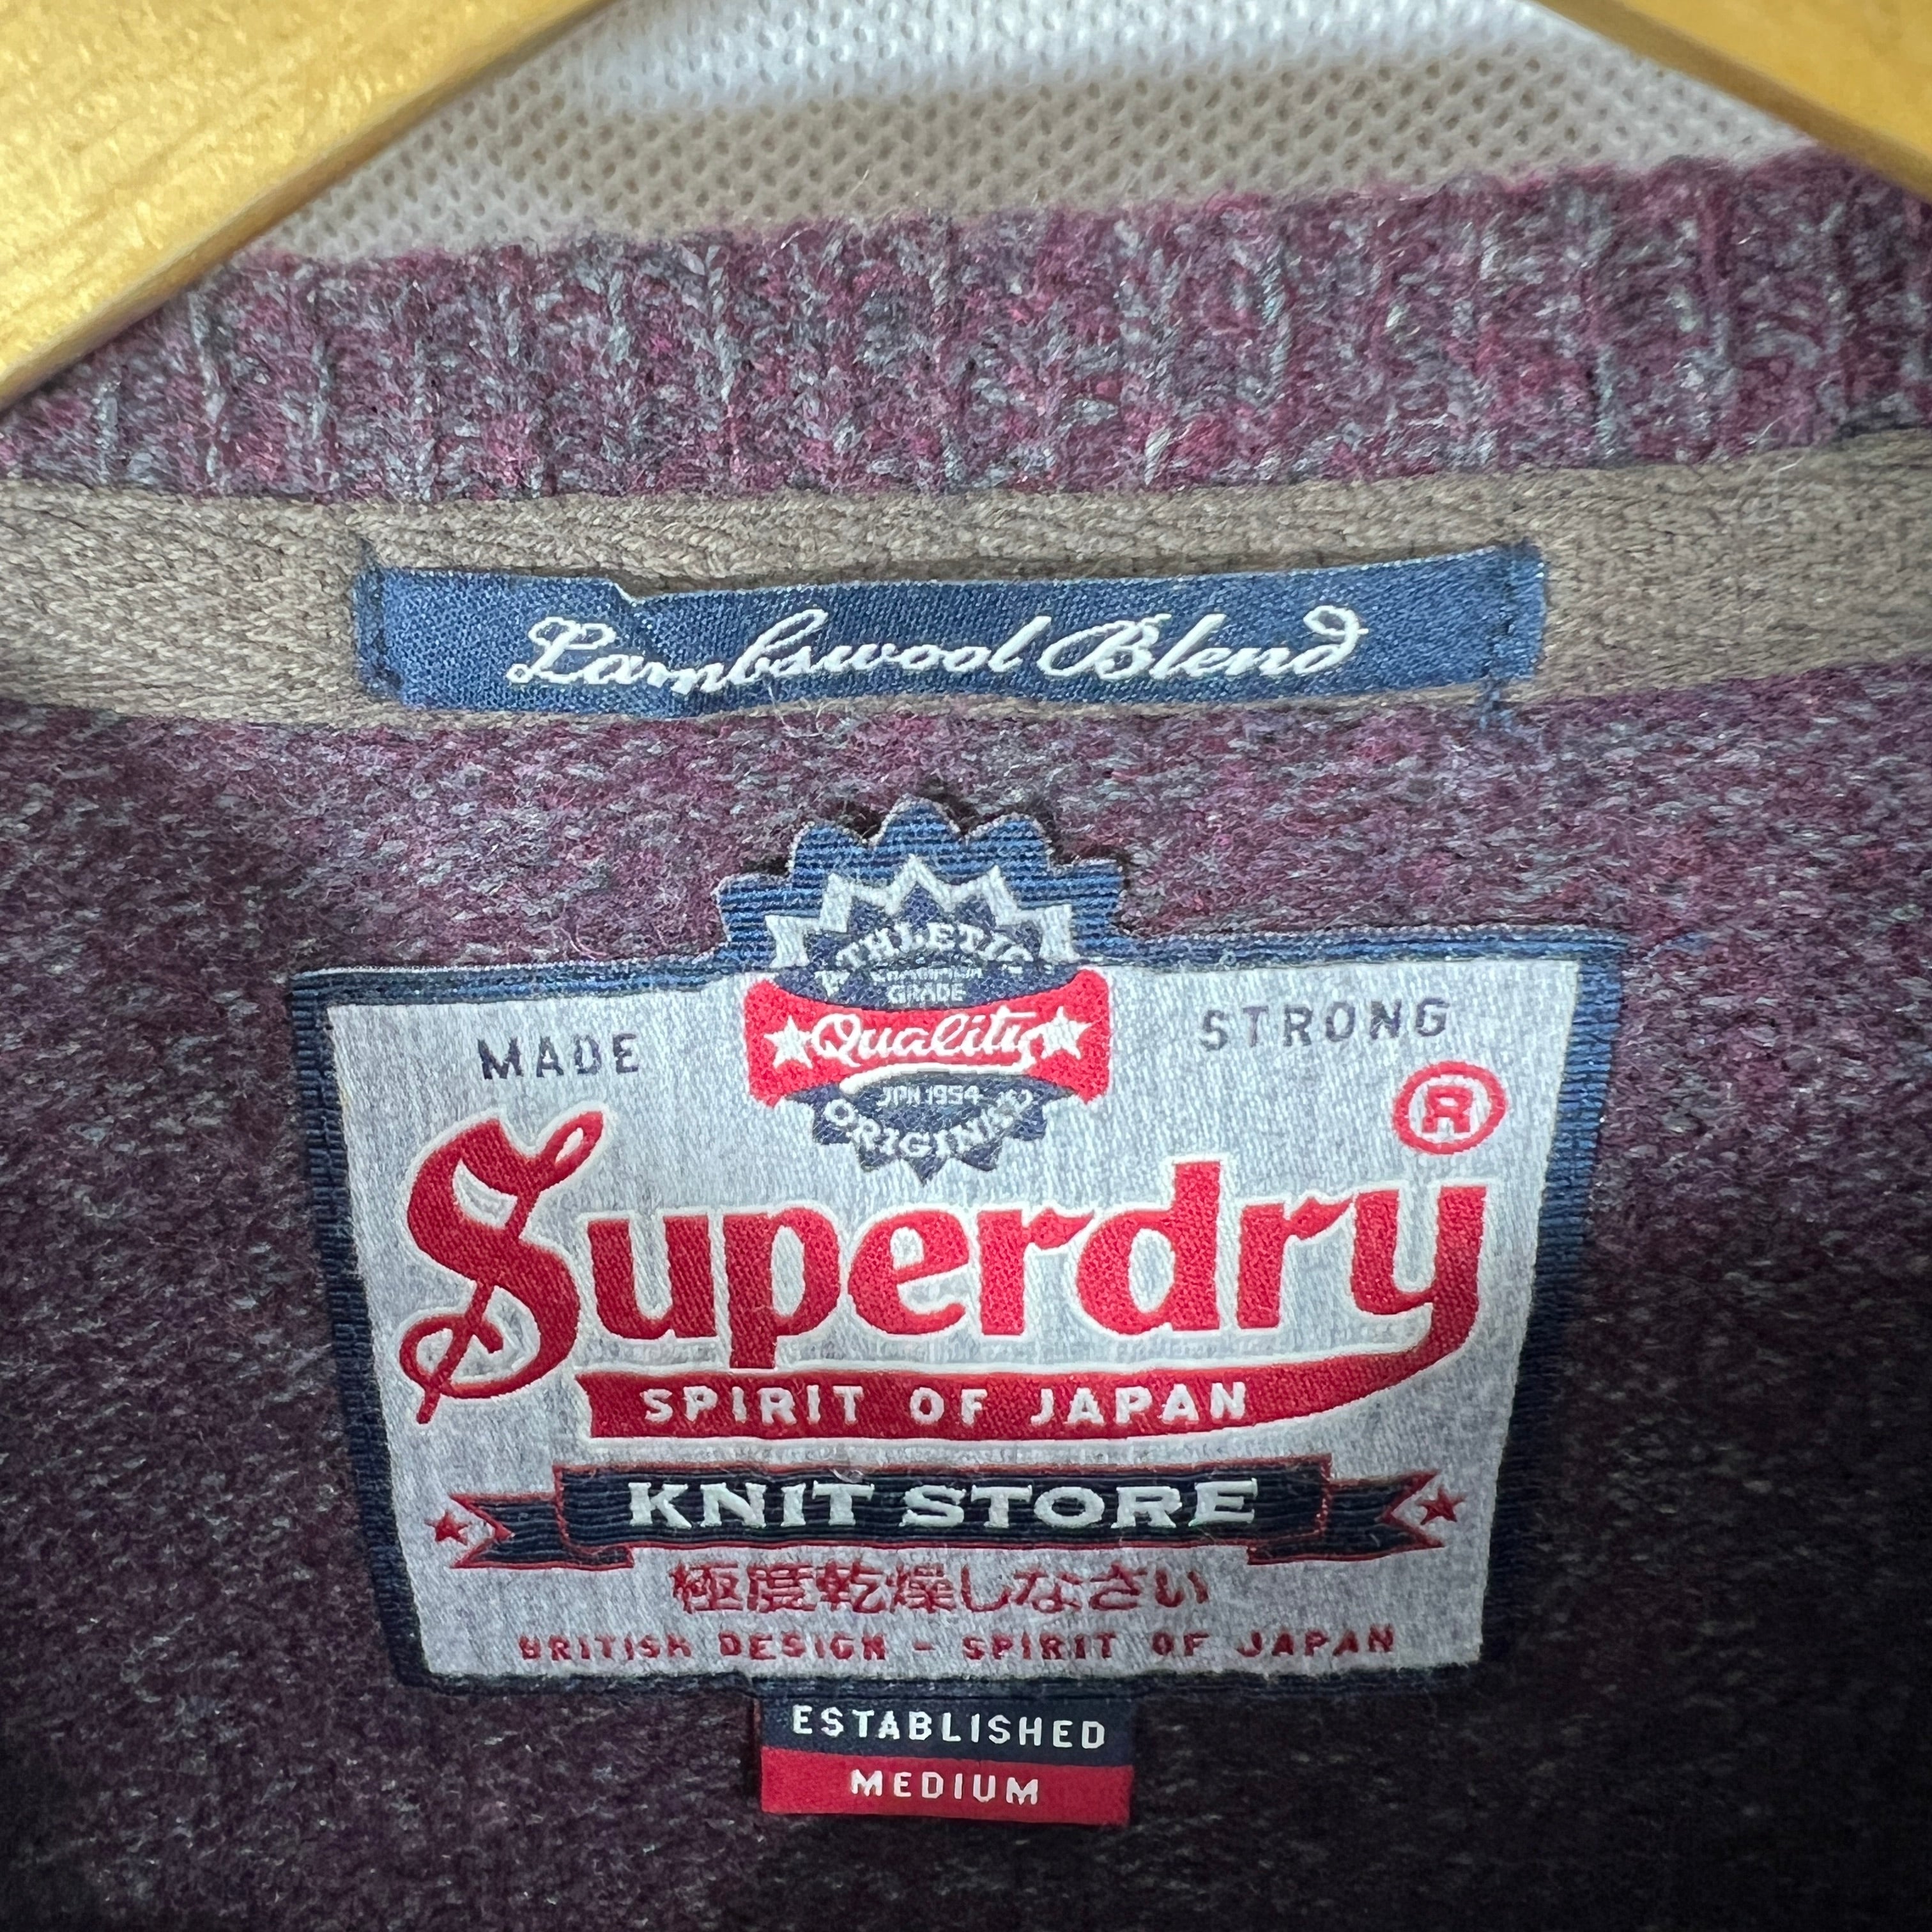 Lambswool Blend
ATHLETIC
GRADE
MADE
Quality
STRONG
JPN 1954
ORIGINAL
Superdry®
SPIRIT OF JAPAN
KNIT STORE
極度乾燥しなさい
BRITISH DESIGN - SPIRIT OF JAPAN
ESTABLISHED
MEDIUM